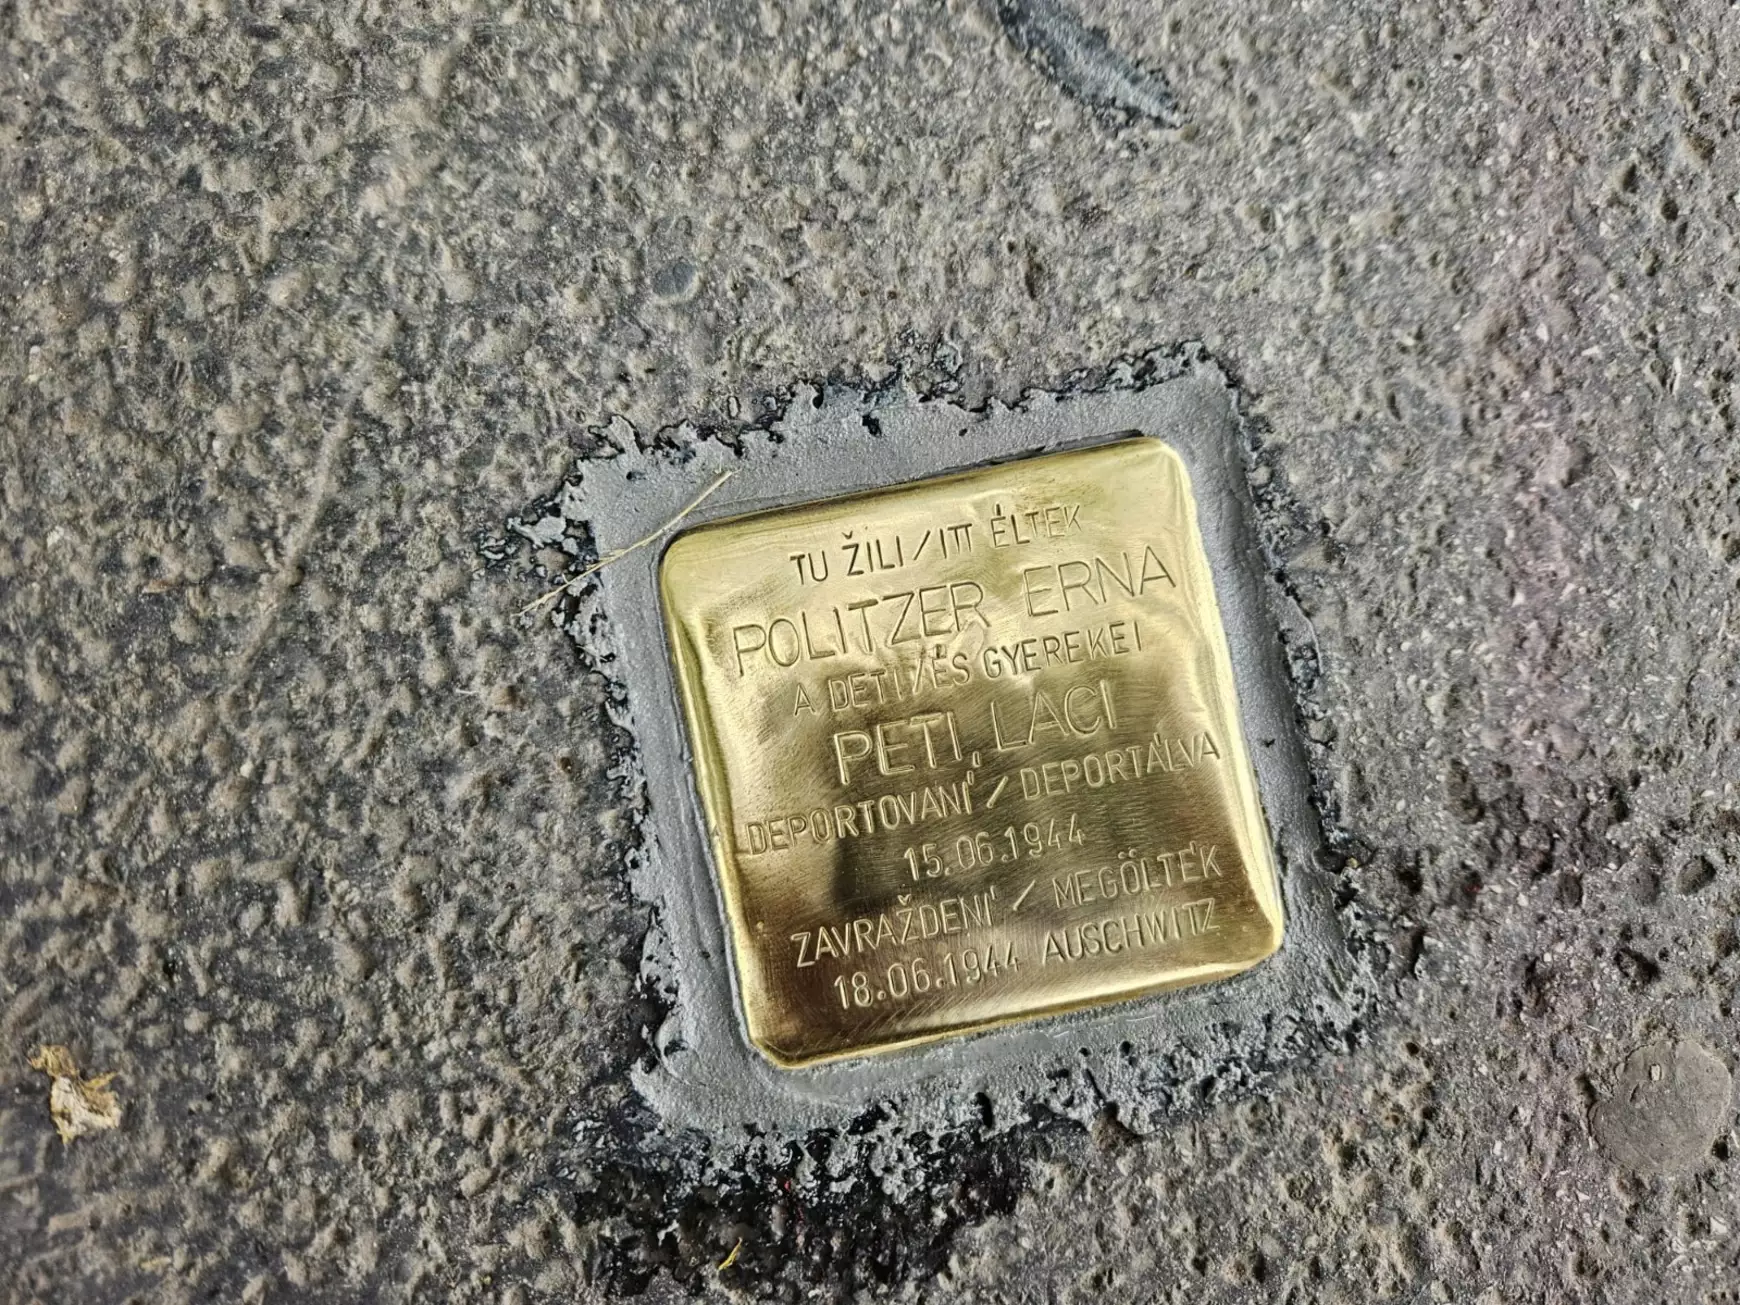 TU ŽILI/ITT ÉLTEK
POLITZER ERNA
A DETI/ÉS GYEREKEI
PETI, LACI
DEPORTOVANÍ / DEPORTÁLVA
15.06.1944
ZAVRAŽDENÍ / MEGÖLTÉK
18.06.1944 AUSCHWITZ